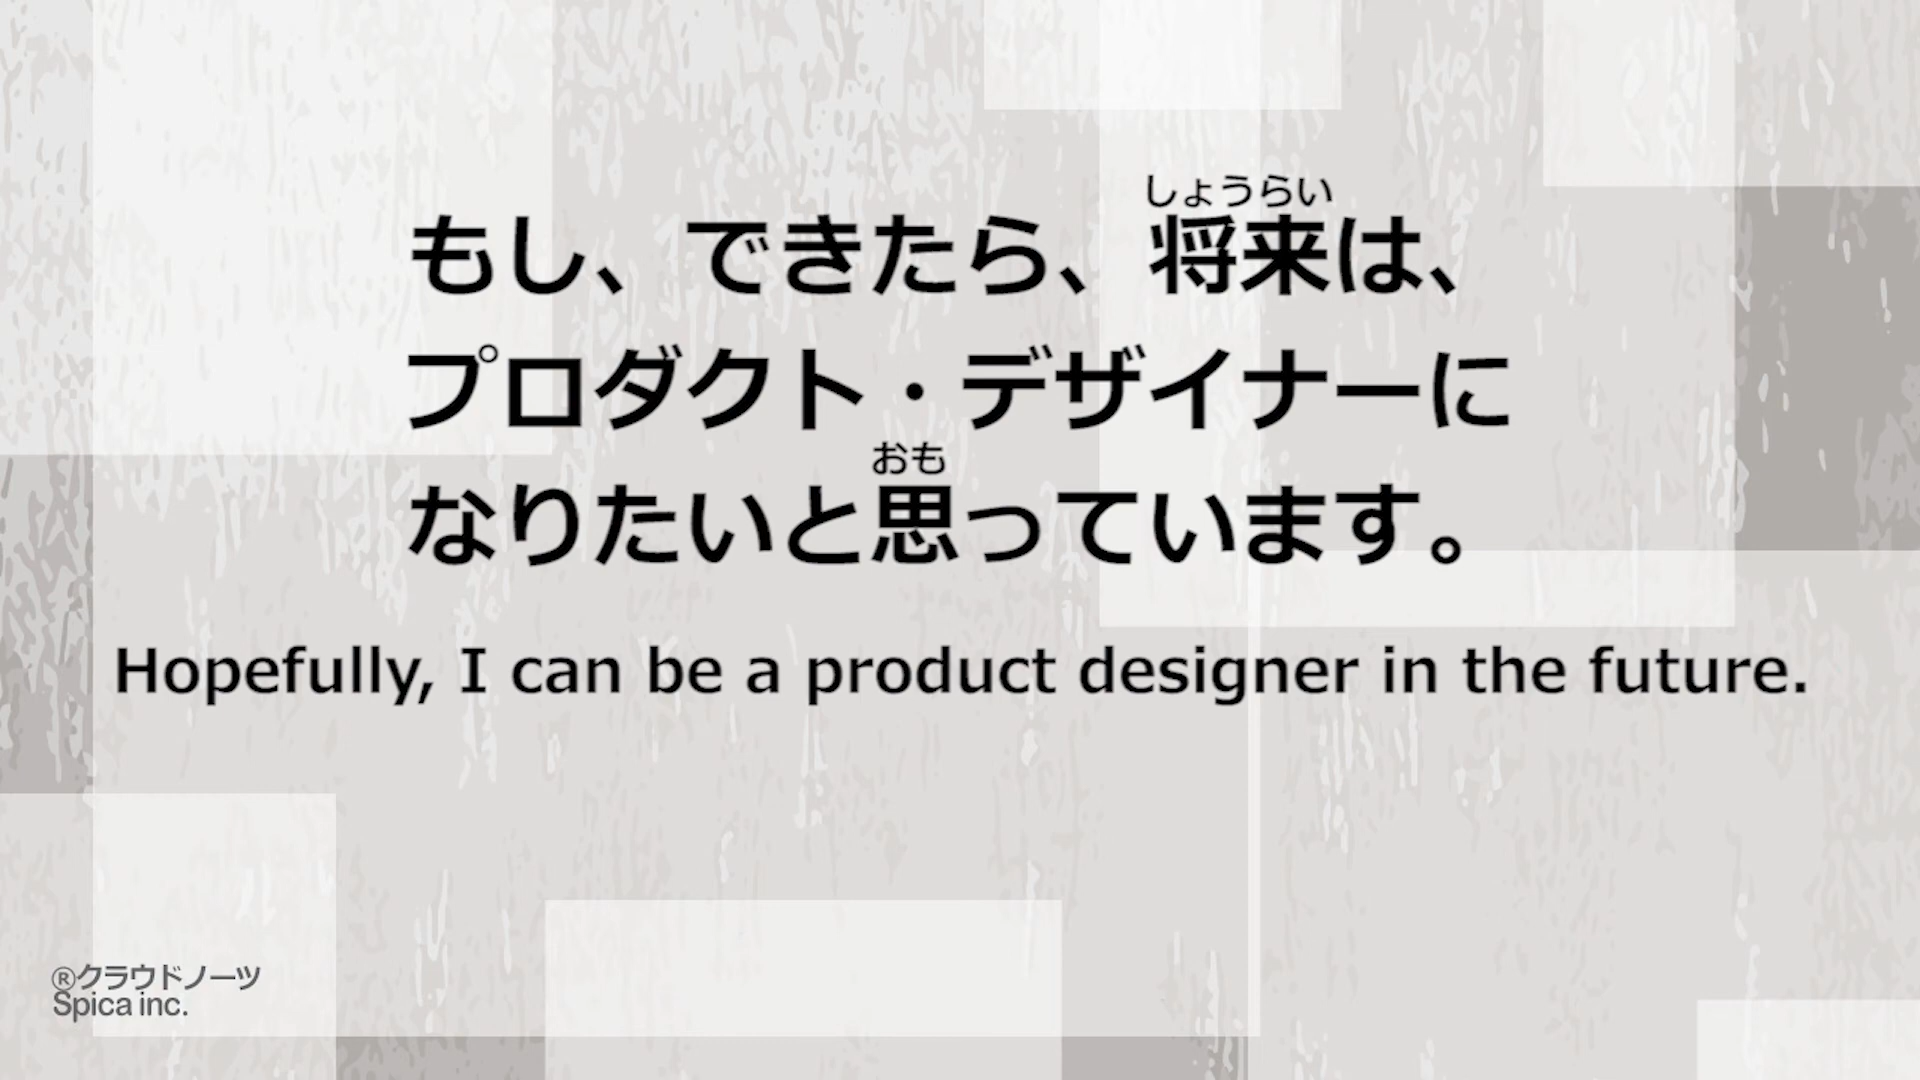 しょうらい
もし、できたら、将来は、
プロダクト・デザイナーに
おも
なりたいと思っています。
Hopefully, I can be a product designer in the future.
®クラウドノーツ
Spica inc.